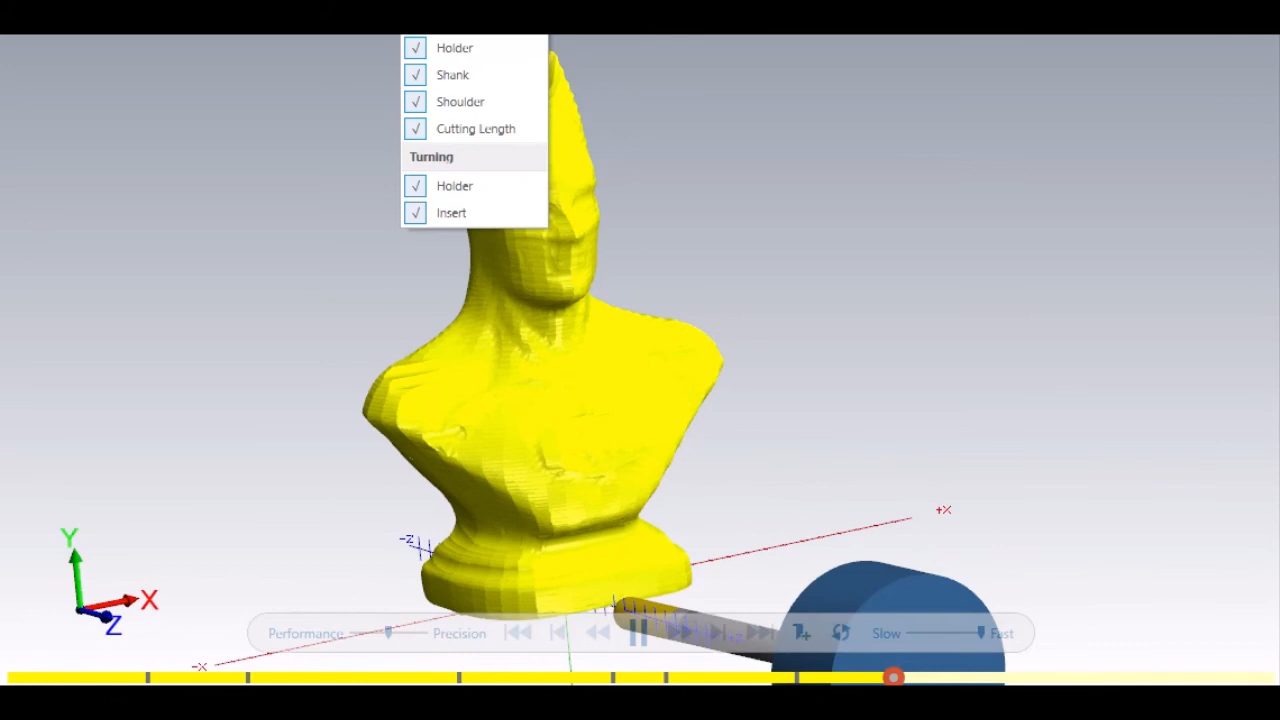 Holder
Shank
Shoulder
Cutting Length
Turning
Holder
Insert
+X
-Z
Y
X
Z
Performance Precision Slow Fast
-X